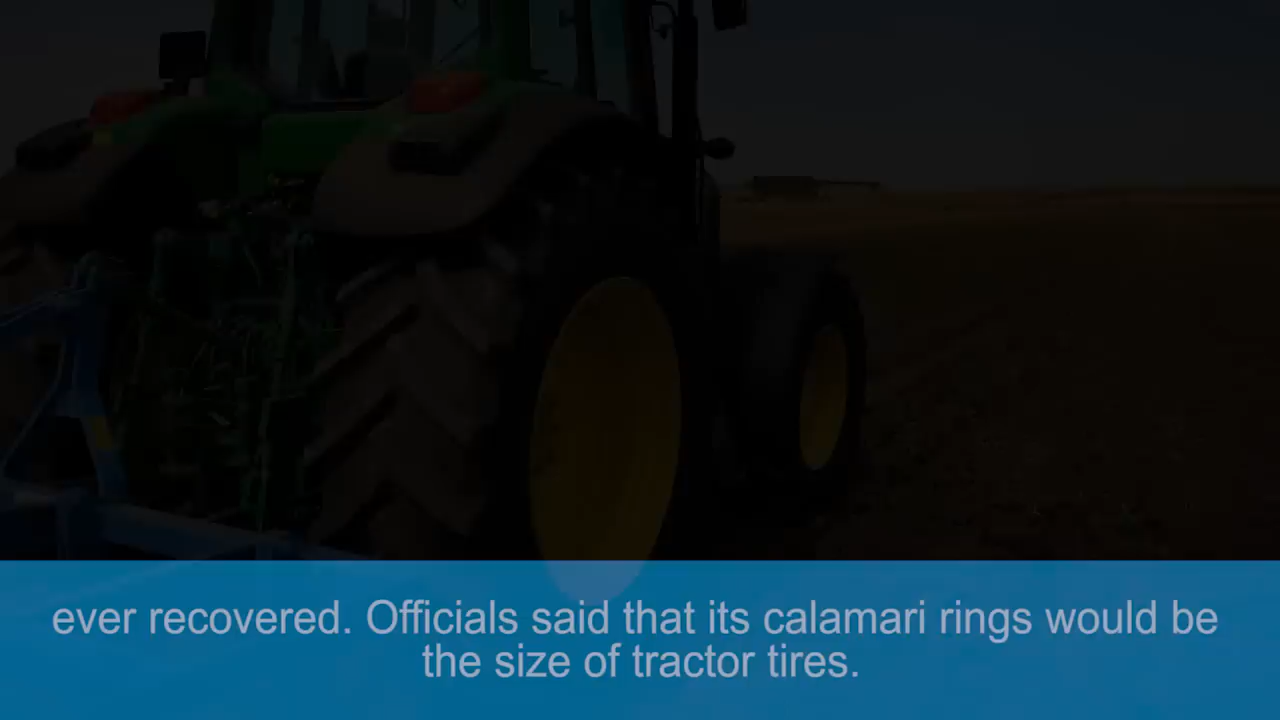 ever recovered. Officials said that its calamari rings would be
the size of tractor tires.